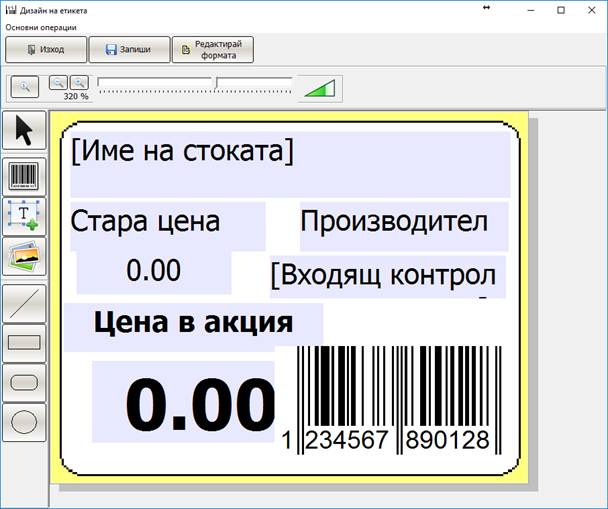 Дизайн на етикета
Основни операции
Изход
Запиши
Редактирай
формата
320 %
[Име на стоката]
Стара цена
Производител
0.00
[Входящ контрол
Цена в акция
0.00
1 234567 890128
T